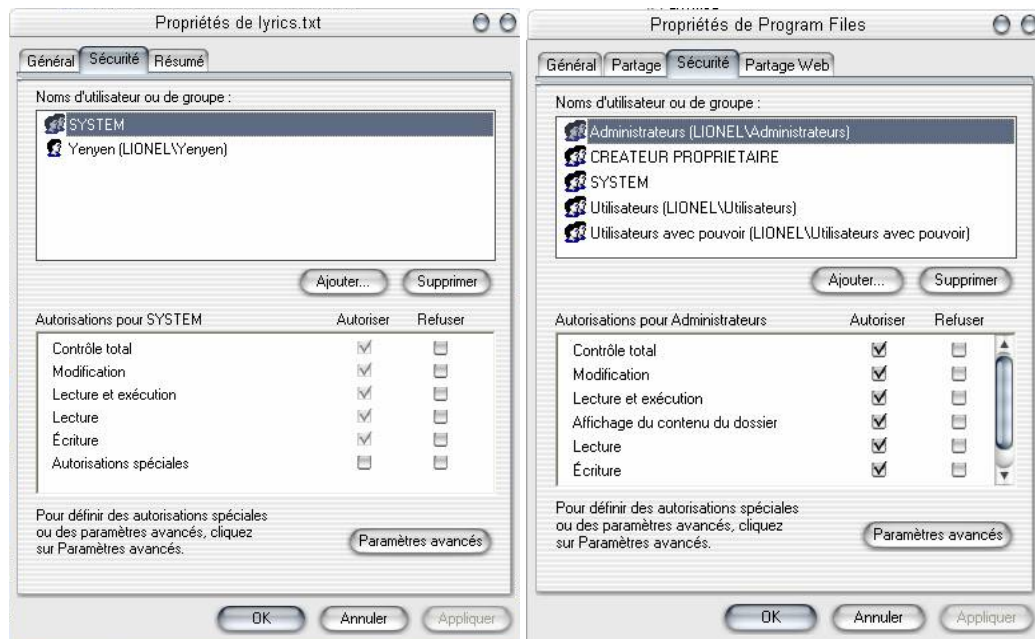 Propriétés de lyrics.txt
Général
Sécurité
Résumé
Noms d'utilisateur ou de groupe :
SYSTEM
Yenyen (LIONEL\Yenyen)
Ajouter...
Supprimer
Autorisations pour SYSTEM
Autoriser
Refuser
Contrôle total
Modification
Lecture et exécution
Lecture
Écriture
Autorisations spéciales
Pour définir des autorisations spéciales
ou des paramètres avancés, cliquez
sur Paramètres avancés.
Paramètres avancés
OK
Annuler
Appliquer
Propriétés de Program Files
Général
Partage
Sécurité
Partage Web
Noms d'utilisateur ou de groupe :
Administrateurs (LIONEL\Administrateurs)
CREATEUR PROPRIETAIRE
SYSTEM
Utilisateurs (LIONEL\Utilisateurs)
Utilisateurs avec pouvoir (LIONEL\Utilisateurs avec pouvoir)
Ajouter...
Supprimer
Autorisations pour Administrateurs
Autoriser
Refuser
Contrôle total
Modification
Lecture et exécution
Affichage du contenu du dossier
Lecture
Écriture
Pour définir des autorisations spéciales
ou des paramètres avancés, cliquez
sur Paramètres avancés.
Paramètres avancés
OK
Annuler
Appliquer